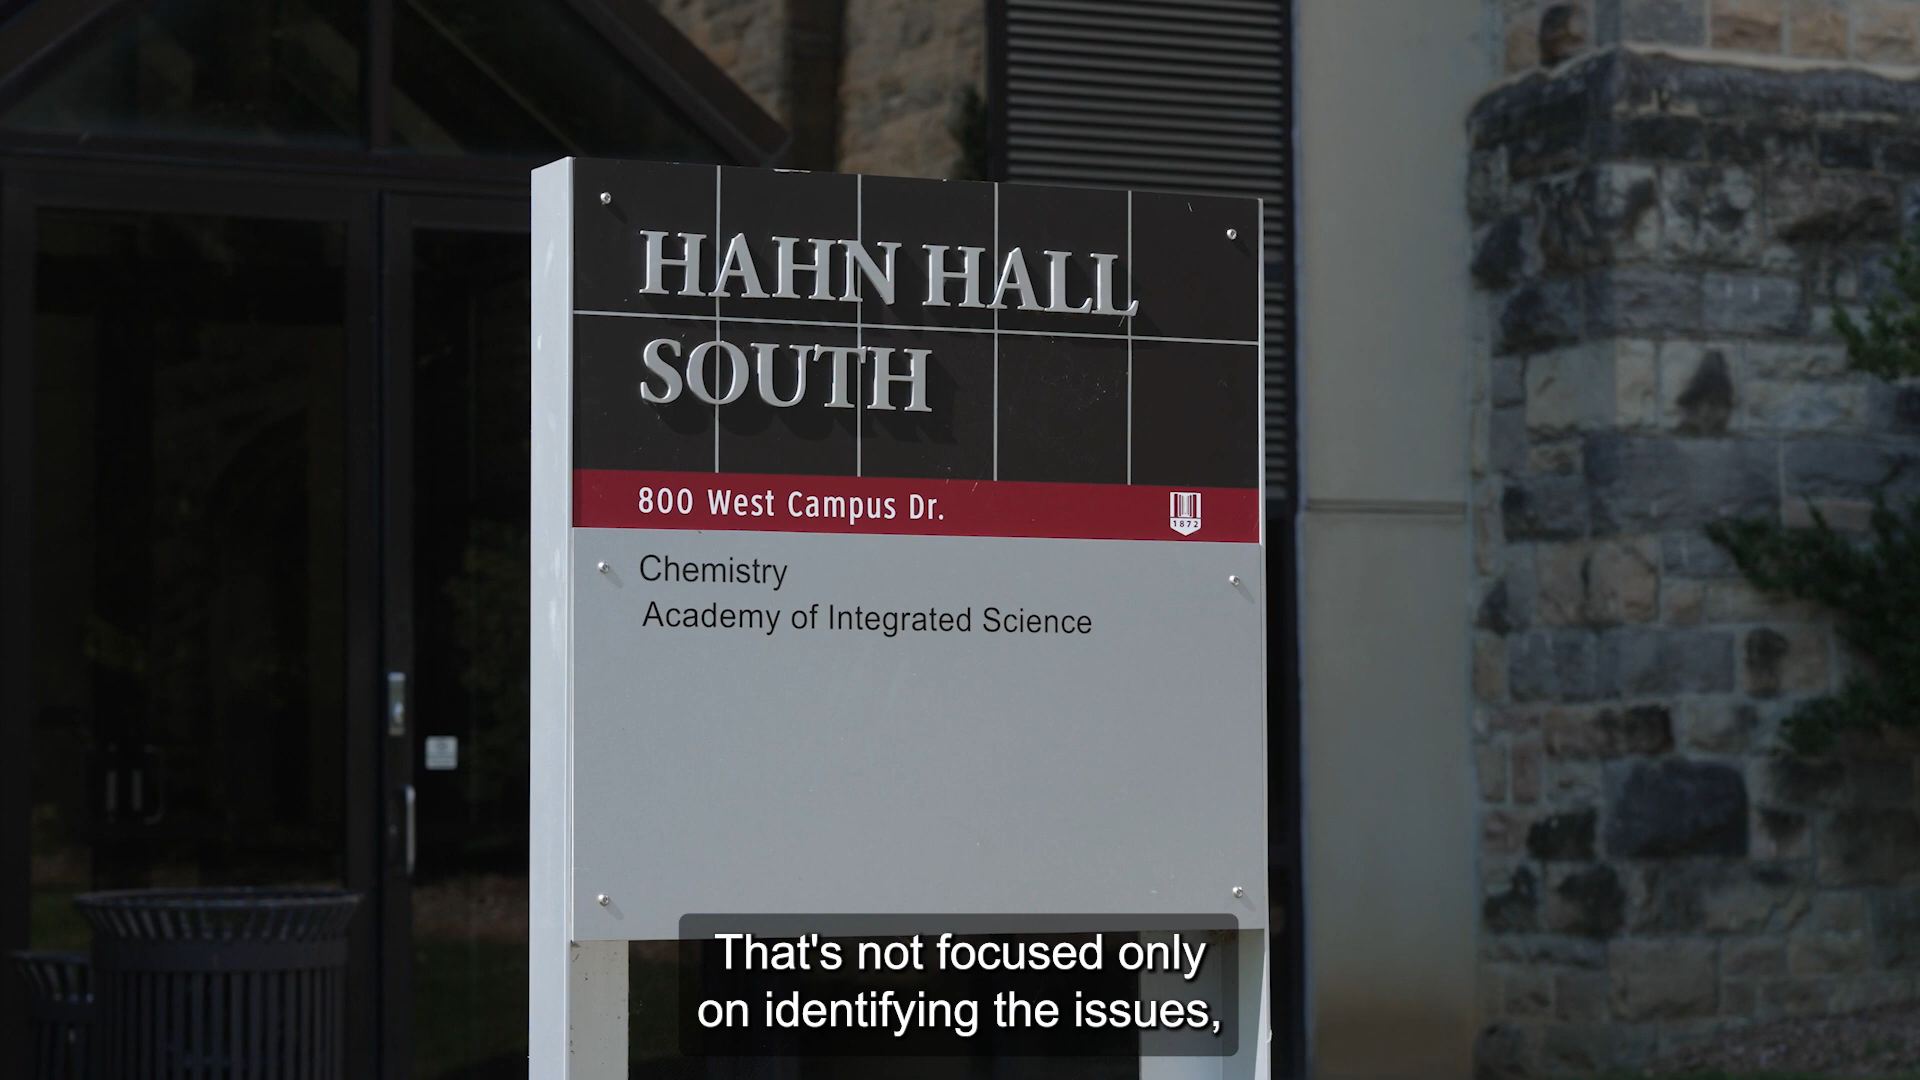 HAHN HALL
SOUTH
800 West Campus Dr.
1872
Chemistry
Academy of Integrated Science
That's not focused only
on identifying the issues,